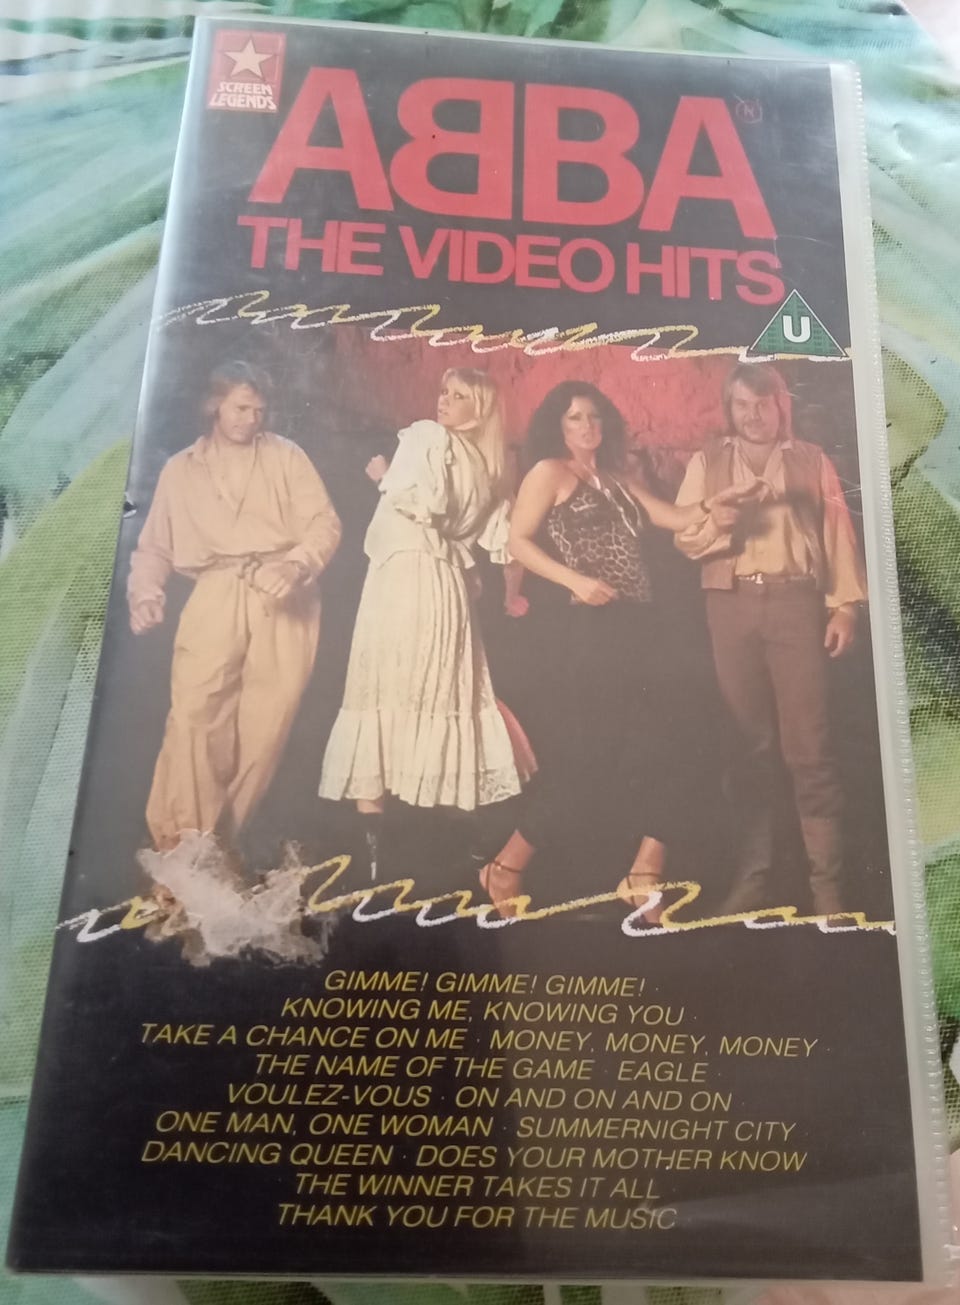 SCREEN
LEGENDS
ABBA
THE VIDEO HITS
U
GIMME! GIMME! GIMME! ·
KNOWING ME, KNOWING YOU ·
TAKE A CHANCE ON ME · MONEY, MONEY, MONEY ·
THE NAME OF THE GAME · EAGLE ·
VOULEZ-VOUS · ON AND ON AND ON ·
ONE MAN, ONE WOMAN · SUMMERNIGHT CITY ·
DANCING QUEEN · DOES YOUR MOTHER KNOW
THE WINNER TAKES IT ALL ·
THANK YOU FOR THE MUSIC